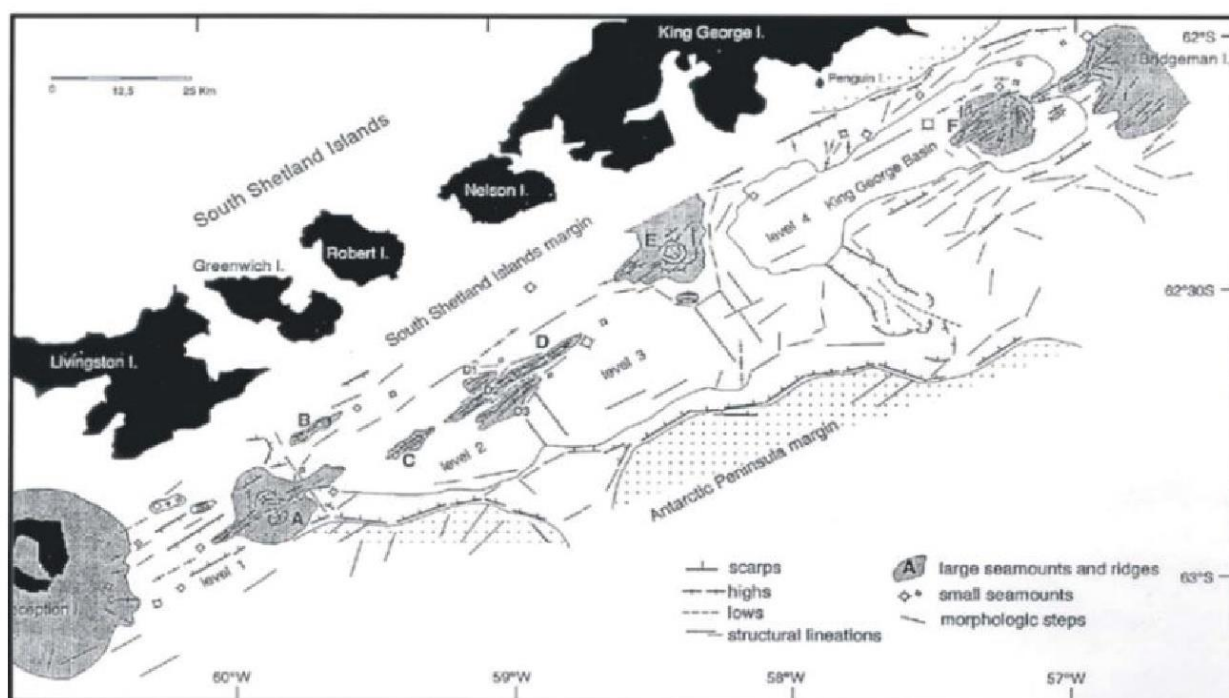 62°S
King George I.
Bridgeman I.
Penguin I.
12,5 25 Km
F
South Shetland Islands
King George Basin
Nelson I.
level 4
E
South Shetland Islands margin
Robert I.
Greenwich I.
62°30S
D
Livingston I.
level 3
D1
D3
B
C
level 2
Antarctic Peninsula margin
A
level 1
scarps
highs
lows
structural lineations
A large seamounts and ridges
small seamounts
morphologic steps
63°S
eception I.
60°W 59°W 58°W 57°W